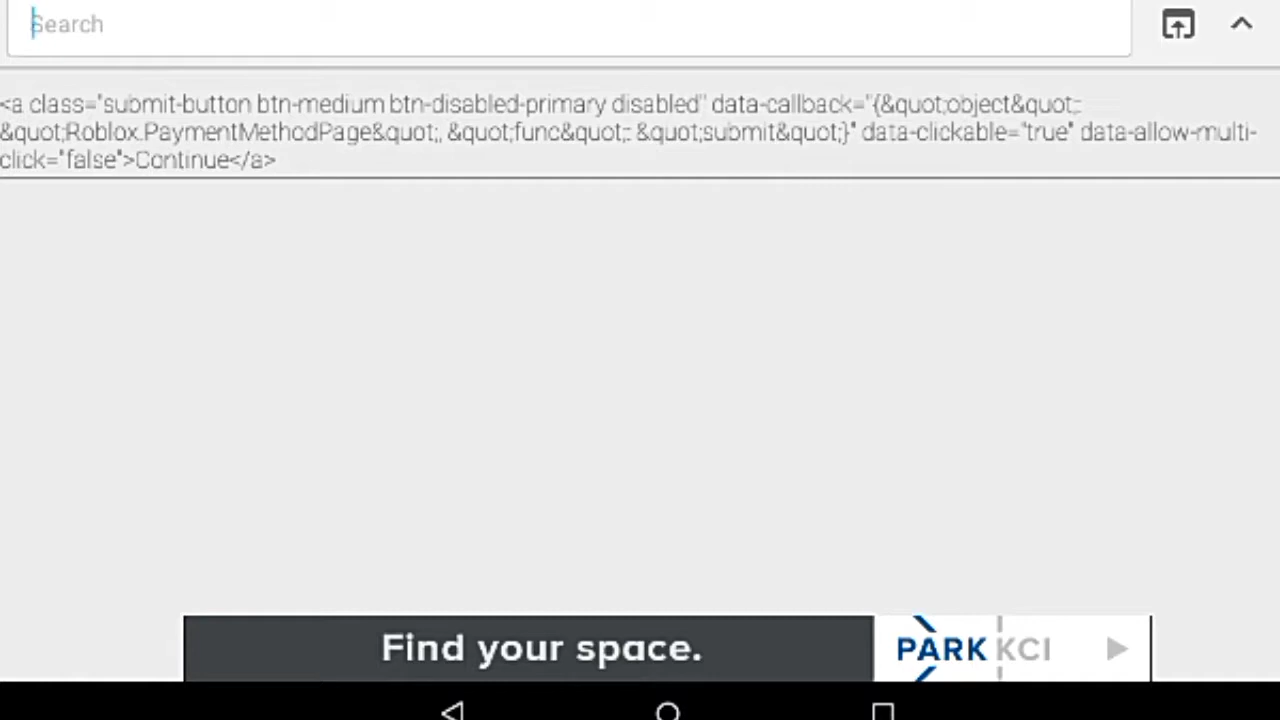 Search
<a class="submit-button btn-medium btn-disabled-primary disabled" data-callback="{&quot;object&quot;:
&quot;Roblox.PaymentMethodPage&quot;, &quot;func&quot;: &quot;submit&quot;}" data-clickable="true" data-allow-multi-
click="false">Continue</a>
Find your space.
PARK KCI